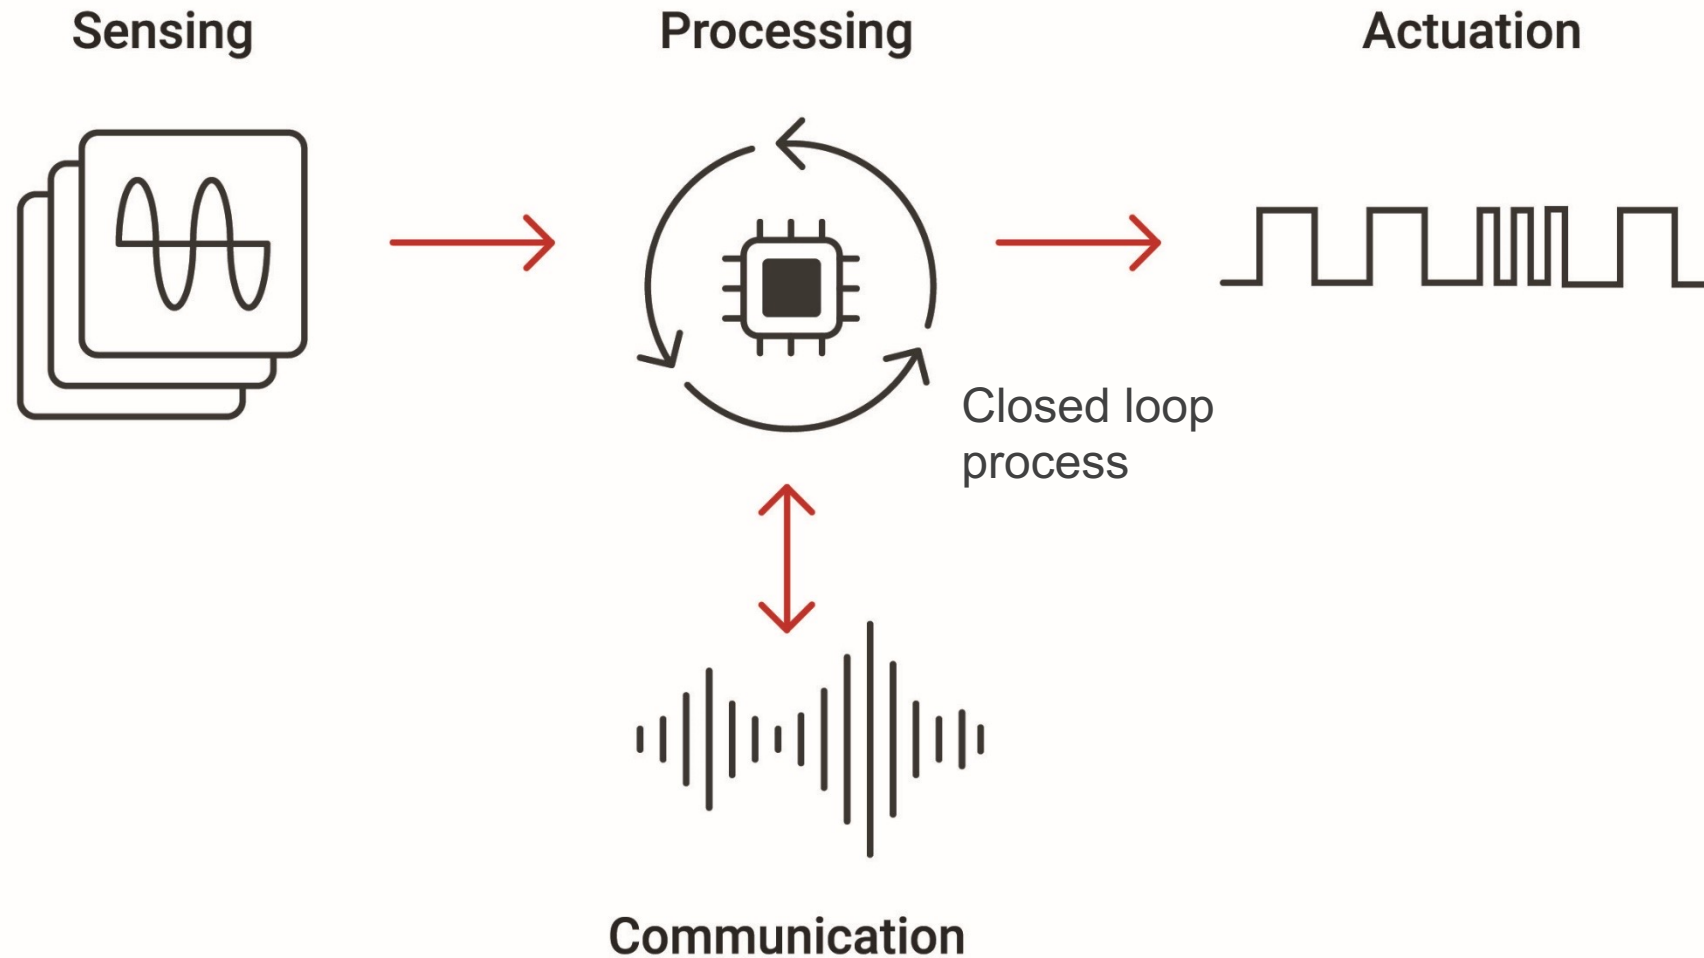 Sensing
Processing
Actuation
Closed loop
process
Communication